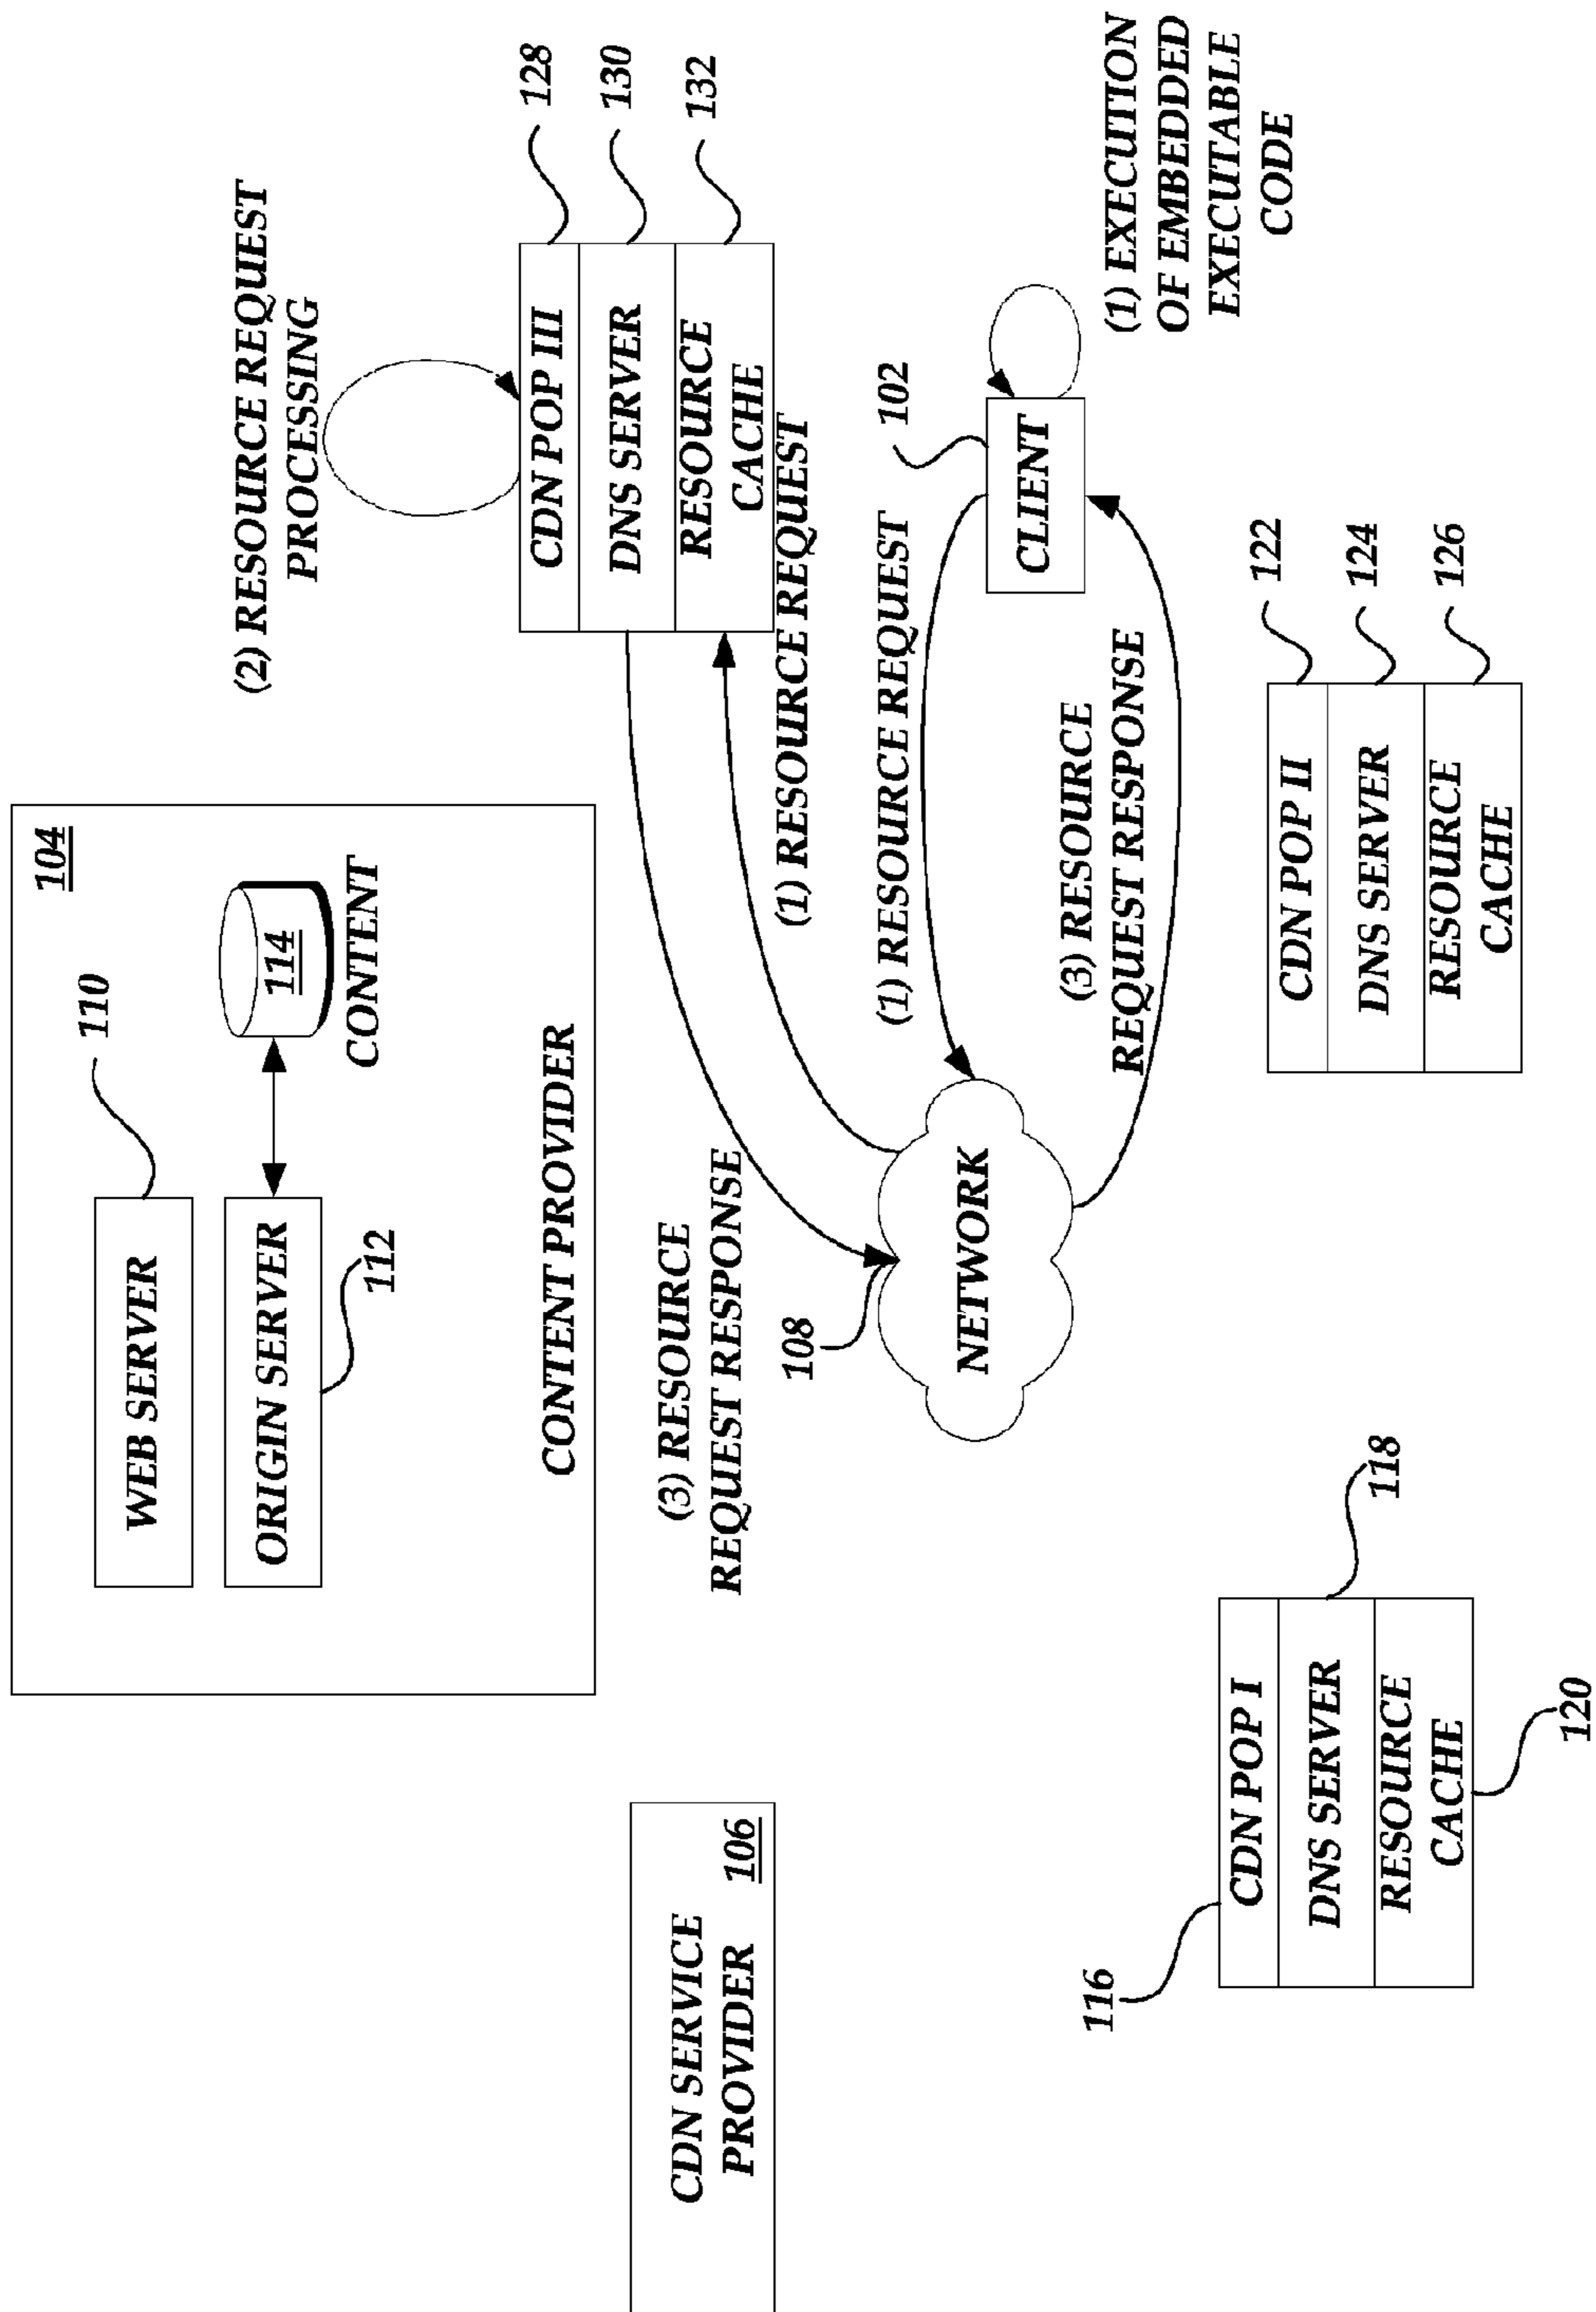 104
WEB SERVER
110
ORIGIN SERVER
112
114
CONTENT
CONTENT PROVIDER
(2) RESOURCE REQUEST
PROCESSING
CDN POP III
128
DNS SERVER
130
RESOURCE
CACHE
132
CDN SERVICE
PROVIDER
106
(3) RESOURCE
REQUEST RESPONSE
(1) RESOURCE REQUEST
108
NETWORK
(1) RESOURCE REQUEST
102
CLIENT
(1) EXECUTION
OF EMBEDDED
EXECUTABLE
CODE
(3) RESOURCE
REQUEST RESPONSE
116
CDN POP I
DNS SERVER
118
RESOURCE
CACHE
120
CDN POP II
122
DNS SERVER
124
RESOURCE
CACHE
126